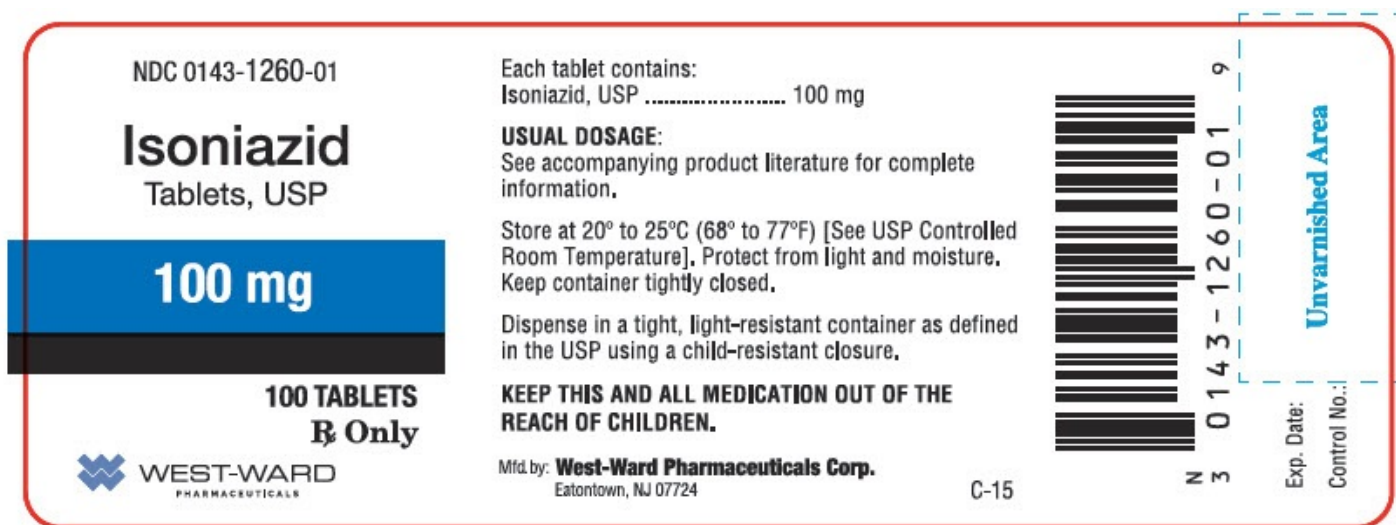 NDC 0143-1260-01
Isoniazid
Tablets, USP
100 mg
100 TABLETS
℞ Only
WEST-WARD
PHARMACEUTICALS
Each tablet contains:
Isoniazid, USP ........................ 100 mg
USUAL DOSAGE:
See accompanying product literature for complete
information.
Store at 20° to 25°C (68° to 77°F) [See USP Controlled
Room Temperature]. Protect from light and moisture.
Keep container tightly closed.
Dispense in a tight, light-resistant container as defined
in the USP using a child-resistant closure.
KEEP THIS AND ALL MEDICATION OUT OF THE
REACH OF CHILDREN.
Mfd. by: West-Ward Pharmaceuticals Corp.
Eatontown, NJ 07724
C-15
N
3 0143-1260-01 9
Unvarnished Area
Exp. Date:
Control No.: